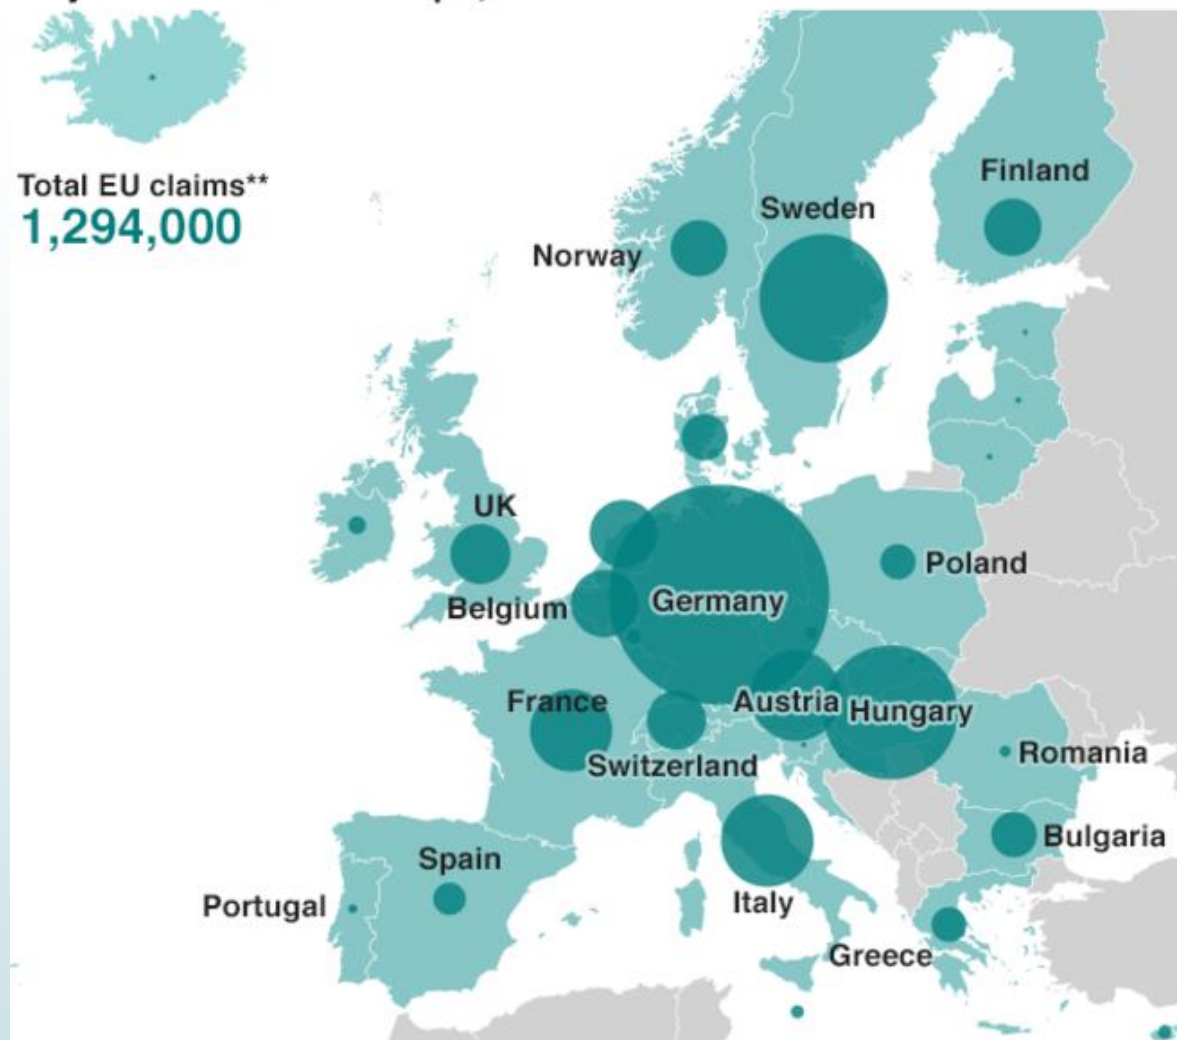 Total EU claims**
1,294,000
Finland
Sweden
Norway
UK
Poland
Belgium
Germany
France
Austria
Hungary
Switzerland
Romania
Bulgaria
Spain
Portugal
Italy
Greece